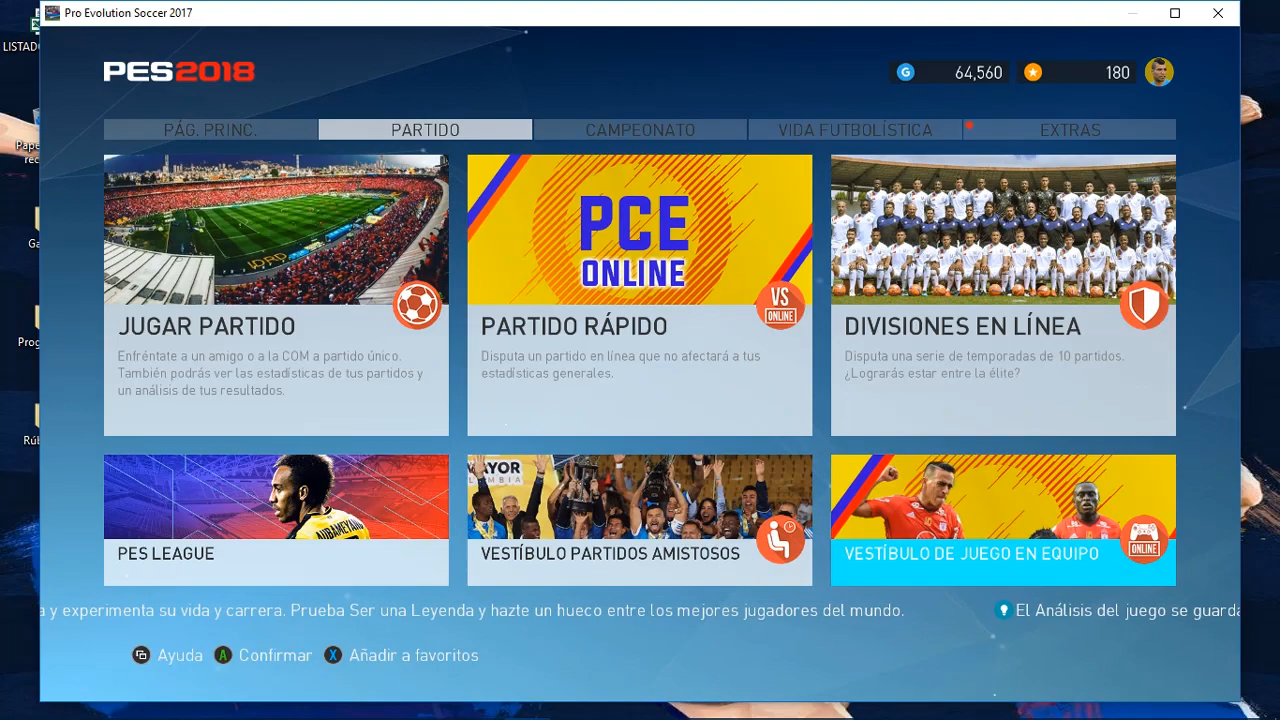 Pro Evolution Soccer 2017
LISTADO
PES2018
64,560
180
PÁG. PRINC.
PARTIDO
CAMPEONATO
VIDA FUTBOLÍSTICA
EXTRAS
PCE
ONLINE
VS
ONLINE
JUGAR PARTIDO
Enfréntate a un amigo o a la COM a partido único.
También podrás ver las estadísticas de tus partidos y
un análisis de tus resultados.
PARTIDO RÁPIDO
Disputa un partido en línea que no afectará a tus
estadísticas generales.
DIVISIONES EN LÍNEA
Disputa una serie de temporadas de 10 partidos.
¿Lograrás estar entre la élite?
AUBAMEYANG
PES LEAGUE
VESTÍBULO PARTIDOS AMISTOSOS
ONLINE
VESTÍBULO DE JUEGO EN EQUIPO
a y experimenta su vida y carrera. Prueba Ser una Leyenda y hazte un hueco entre los mejores jugadores del mundo.
El Análisis del juego se guarda
Ayuda
A
Confirmar
X
Añadir a favoritos